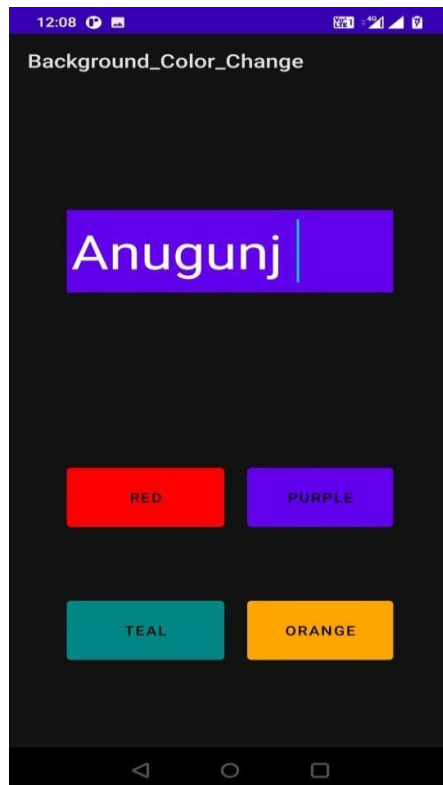 12:08
Background_Color_Change
Anugunj
RED PURPLE
TEAL ORANGE